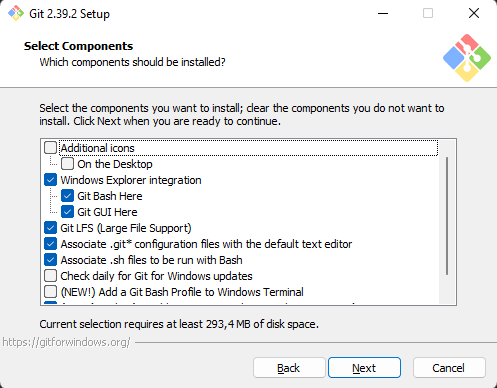 Git 2.39.2 Setup
Select Components
Which components should be installed?
Select the components you want to install; clear the components you do not want to
install. Click Next when you are ready to continue.
Additional icons
On the Desktop
Windows Explorer integration
Git Bash Here
Git GUI Here
Git LFS (Large File Support)
Associate .git* configuration files with the default text editor
Associate .sh files to be run with Bash
Check daily for Git for Windows updates
(NEW!) Add a Git Bash Profile to Windows Terminal
Current selection requires at least 293,4 MB of disk space.
https://gitforwindows.org/
Back
Next
Cancel